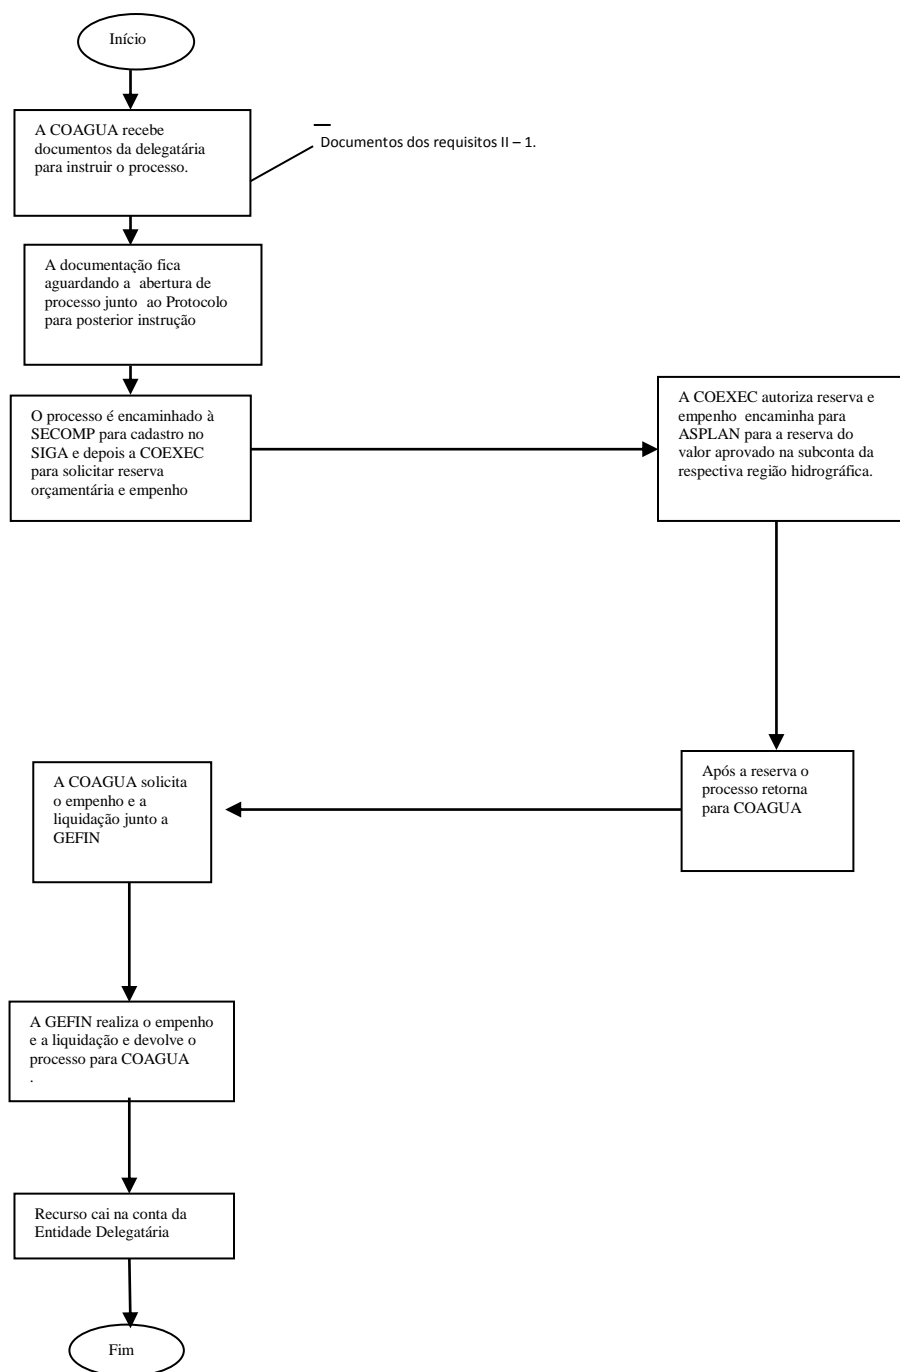 Início
A COAGUA recebe
documentos da delegatária
para instruir o processo.
Documentos dos requisitos II – 1.
A documentação fica
aguardando a abertura de
processo junto ao Protocolo
para posterior instrução
O processo é encaminhado à
SECOMP para cadastro no
SIGA e depois a COEXEC
para solicitar reserva
orçamentária e empenho
A COEXEC autoriza reserva e
empenho encaminha para
ASPLAN para a reserva do
valor aprovado na subconta da
respectiva região hidrográfica.
Após a reserva o
processo retorna
para COAGUA
A COAGUA solicita
o empenho e a
liquidação junto a
GEFIN
A GEFIN realiza o empenho
e a liquidação e devolve o
processo para COAGUA
.
Recurso cai na conta da
Entidade Delegatária
Fim